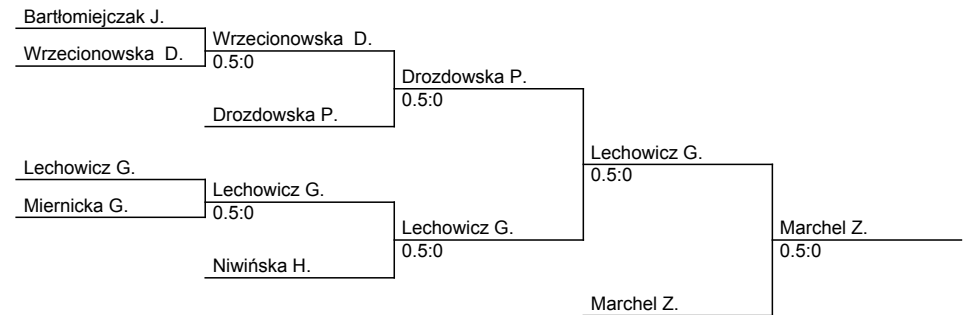 Bartłomiejczak J.
Wrzecionowska  D.
Wrzecionowska  D.
0.5:0
Drozdowska P.
Drozdowska P.
0.5:0
Lechowicz G.
Miernicka G.
Lechowicz G.
0.5:0
Niwińska H.
Lechowicz G.
0.5:0
Lechowicz G.
0.5:0
Marchel Z.
Marchel Z.
0.5:0